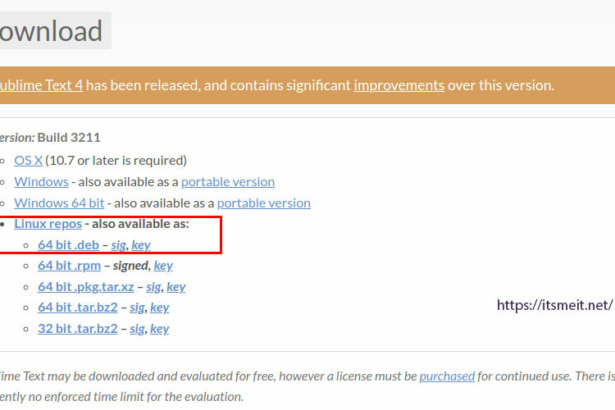 ownload
ublime Text 4 has been released, and contains significant improvements over this version.
ersion: Build 3211
OS X (10.7 or later is required)
Windows - also available as a portable version
Windows 64 bit - also available as a portable version
Linux repos - also available as:
64 bit .deb – sig, key
64 bit .rpm – signed, key
64 bit .pkg.tar.xz – sig, key
64 bit .tar.bz2 – sig, key
32 bit .tar.bz2 – sig, key
https://itsmeit.net/
lime Text may be downloaded and evaluated for free, however a license must be purchased for continued use. There is
ently no enforced time limit for the evaluation.